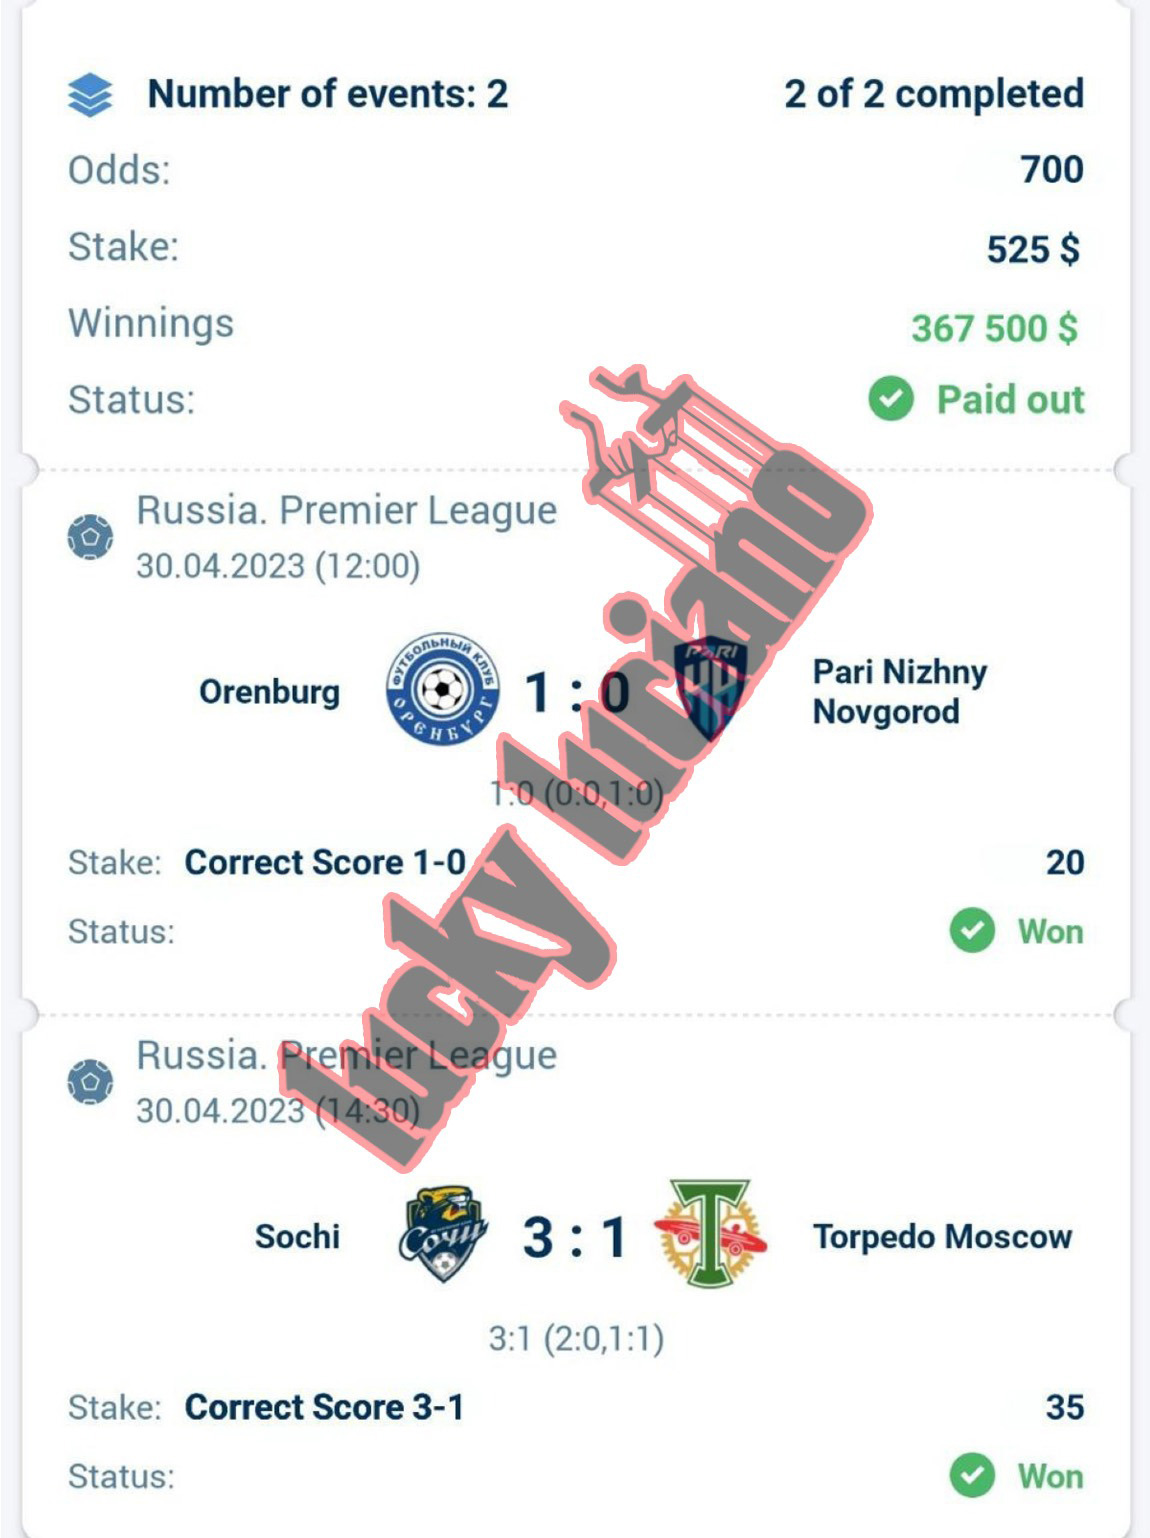 Number of events: 2 2 of 2 completed
Odds: 700
Stake: 525 $
Winnings 367 500 $
Status: Paid out
Russia. Premier League
30.04.2023 (12:00)
ФУТБОЛЬНЫЙ КЛУБ
ОРЕНБУРГ
PARI
НН
Orenburg 1 : 0 Pari Nizhny
Novgorod
1:0 (0:0,1:0)
Stake: Correct Score 1-0 20
Status: Won
Russia. Premier League
30.04.2023 (14:30)
Сочи
Т
Sochi 3 : 1 Torpedo Moscow
3:1 (2:0,1:1)
Stake: Correct Score 3-1 35
Status: Won
lucky luciano